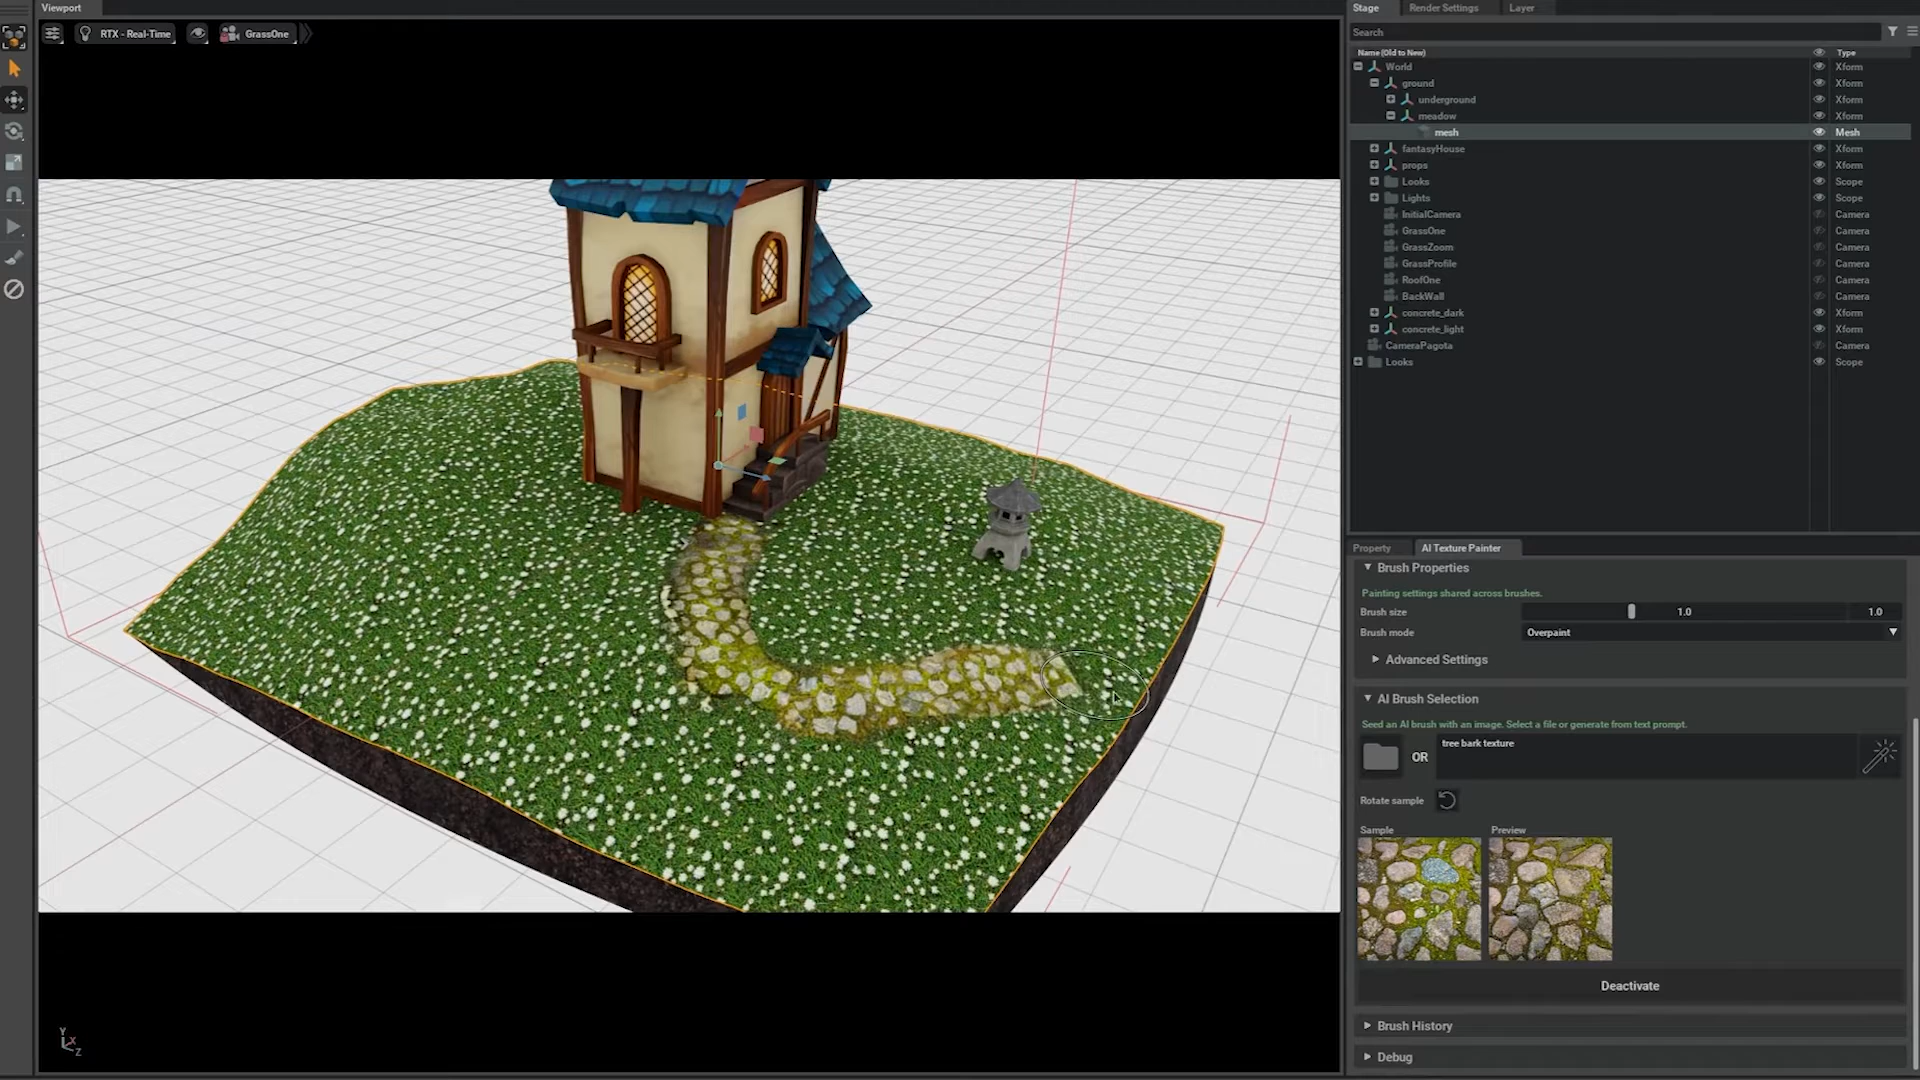 Viewport
RTX - Real-Time
GrassOne
Y
X
Z
Stage
Render Settings
Layer
Search
Name (Old to New)
Type
World
Xform
ground
Xform
underground
Xform
meadow
Xform
mesh
Mesh
fantasyHouse
Xform
props
Xform
Looks
Scope
Lights
Scope
InitialCamera
Camera
GrassOne
Camera
GrassZoom
Camera
GrassProfile
Camera
RoofOne
Camera
BackWall
Camera
concrete_dark
Xform
concrete_light
Xform
CameraPagota
Camera
Looks
Scope
Property
AI Texture Painter
Brush Properties
Painting settings shared across brushes.
Brush size
1.0
1.0
Brush mode
Overpaint
Advanced Settings
AI Brush Selection
Seed an AI brush with an image. Select a file or generate from text prompt.
OR
tree bark texture
Rotate sample
Sample
Preview
Deactivate
Brush History
Debug